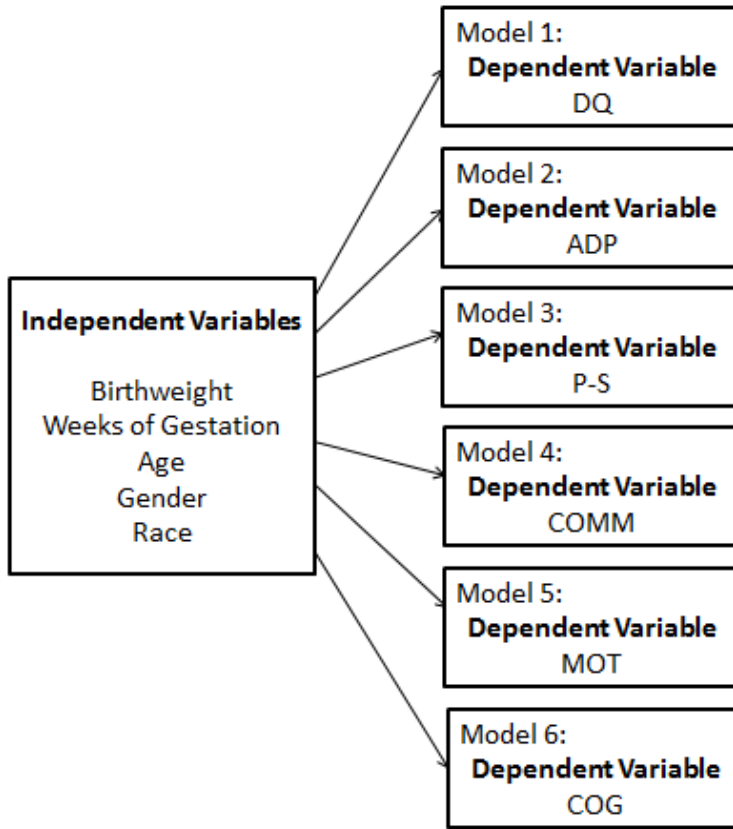 Independent Variables
Birthweight
Weeks of Gestation
Age
Gender
Race
Model 1:
Dependent Variable
DQ
Model 2:
Dependent Variable
ADP
Model 3:
Dependent Variable
P-S
Model 4:
Dependent Variable
COMM
Model 5:
Dependent Variable
MOT
Model 6:
Dependent Variable
COG